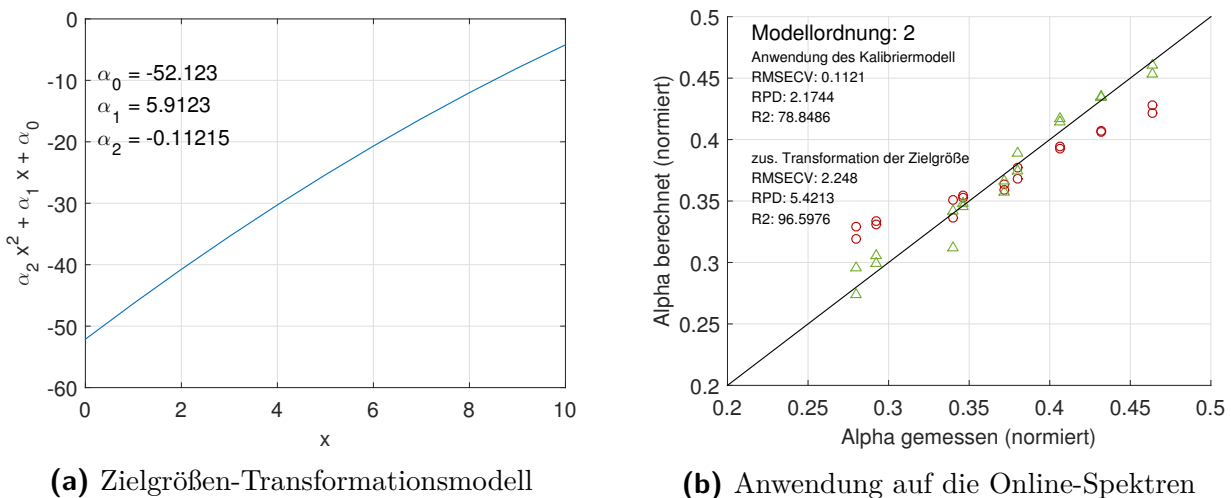 0
-10
-20
-30
-40
-50
-60
α₂ x² + α₁ x + α₀
α₀ = -52.123
α₁ = 5.9123
α₂ = -0.11215
0 2 4 6 8 10
x
(a) Zielgrößen-Transformationsmodell
0.5
0.45
0.4
0.35
0.3
0.25
0.2
Alpha berechnet (normiert)
Modellordnung: 2
Anwendung des Kalibriermodell
RMSECV: 0.1121
RPD: 2.1744
R2: 78.8486
zus. Transformation der Zielgröße
RMSECV: 2.248
RPD: 5.4213
R2: 96.5976
0.2 0.25 0.3 0.35 0.4 0.45 0.5
Alpha gemessen (normiert)
(b) Anwendung auf die Online-Spektren